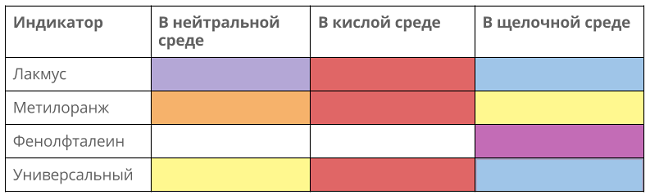 Индикатор В нейтральной среде В кислой среде В щелочной среде
Лакмус
Метилоранж
Фенолфталеин
Универсальный